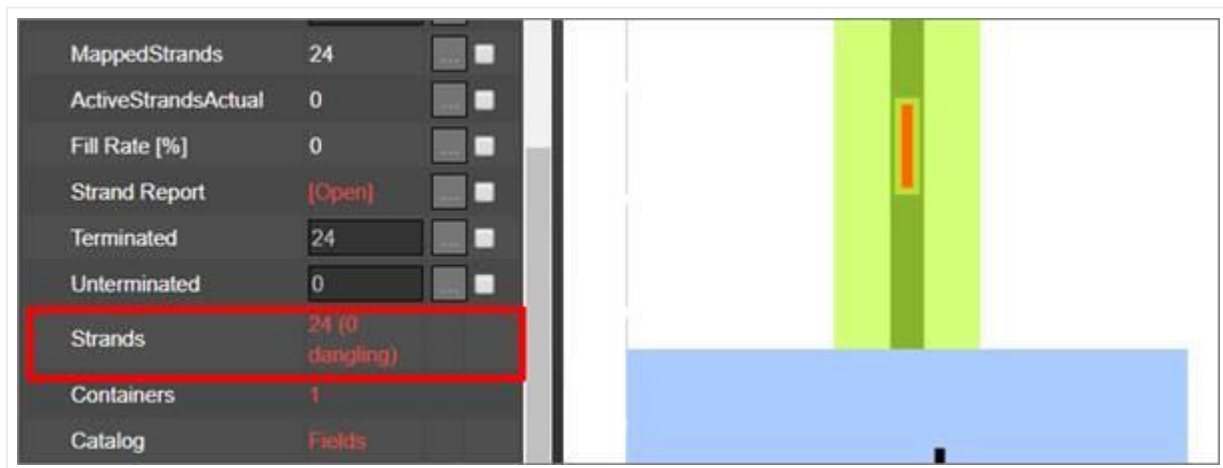 MappedStrands 24 ...
ActiveStrandsActual 0 ...
Fill Rate [%] 0 ...
Strand Report [Open] ...
Terminated 24 ...
Unterminated 0 ...
Strands 24 (0
dangling)
Containers 1
Catalog Fields